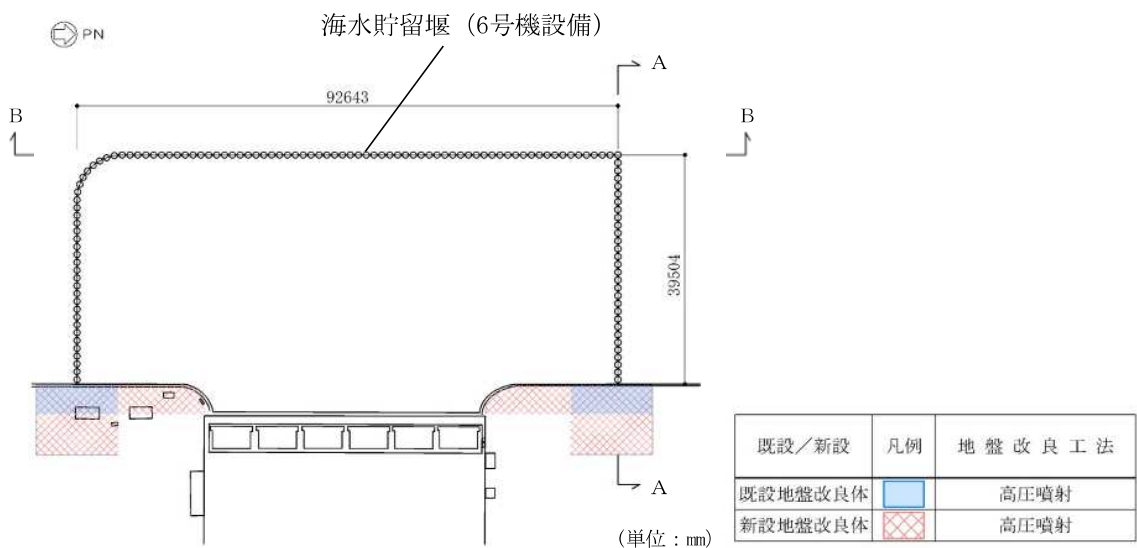 海水貯留堰（6号機設備）
PN
A
92643
B
B
39504
A
（単位：mm）
既設／新設 凡例 地盤改良工法
既設地盤改良体 高圧噴射
新設地盤改良体 高圧噴射